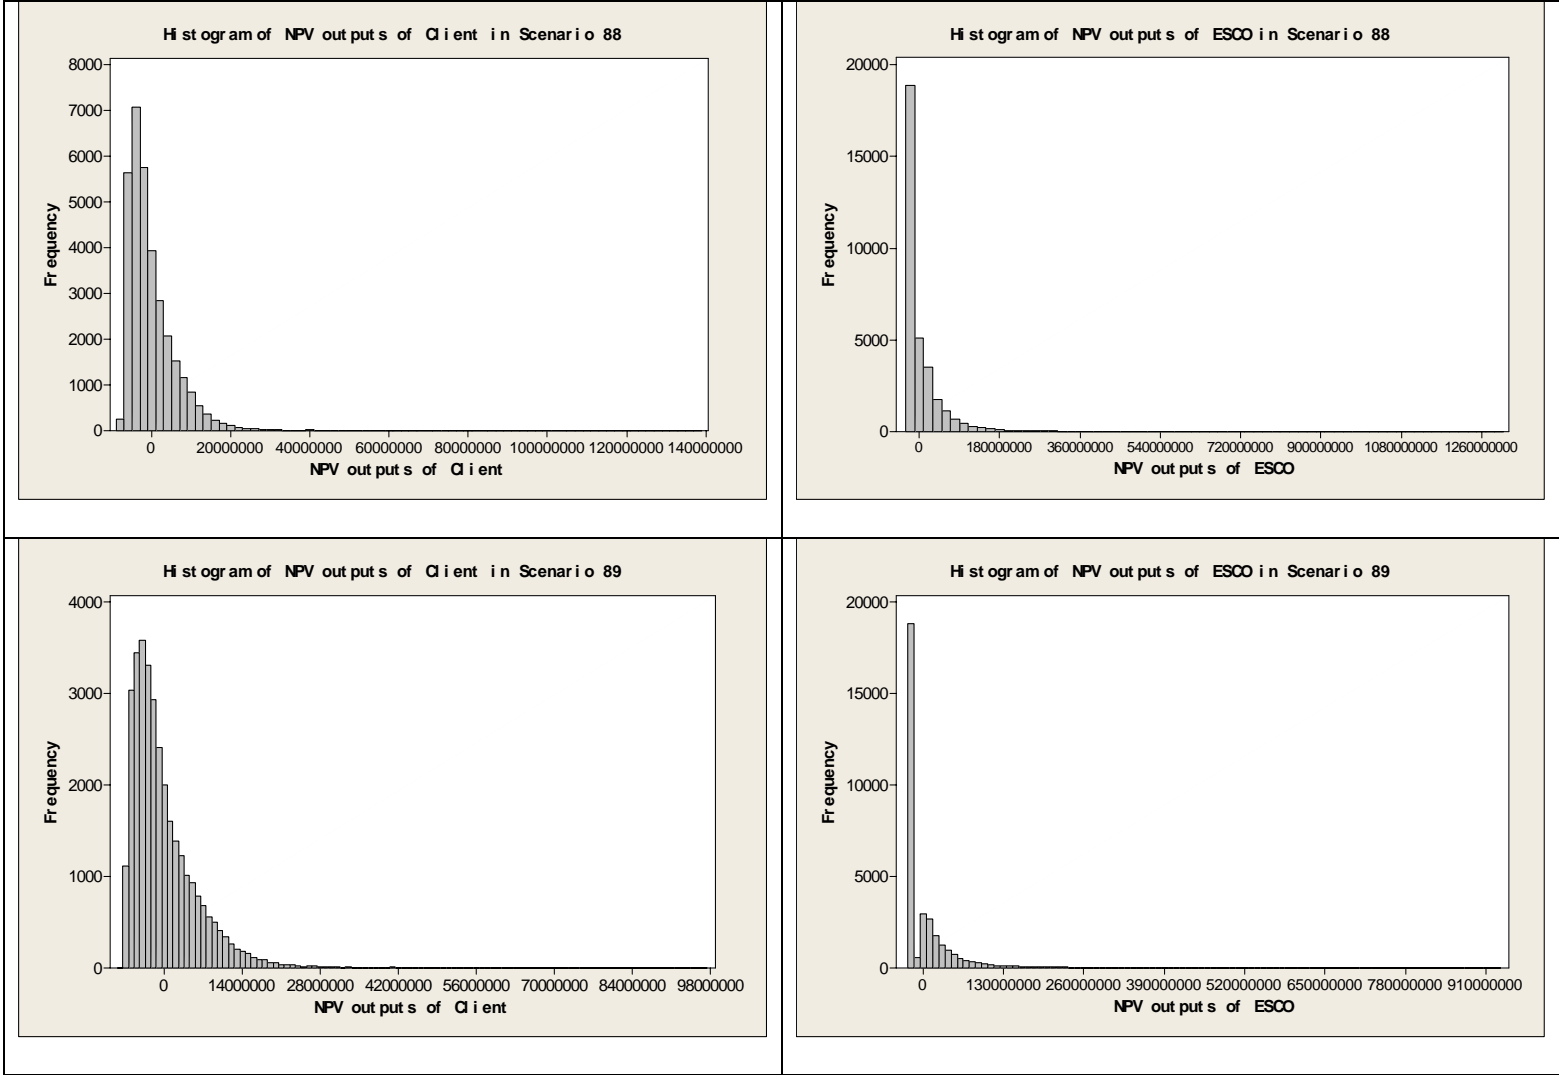 Histogram of NPV outputs of Client in Scenario 88
8000
7000
6000
5000
4000
3000
2000
1000
0
Frequency
0 20000000 40000000 60000000 80000000 100000000 120000000 140000000
NPV outputs of Client
Histogram of NPV outputs of ESCO in Scenario 88
20000
15000
10000
5000
0
Frequency
0 180000000 360000000 540000000 720000000 900000000 1080000000 1260000000
NPV outputs of ESCO
Histogram of NPV outputs of Client in Scenario 89
4000
3000
2000
1000
0
Frequency
0 14000000 28000000 42000000 56000000 70000000 84000000 98000000
NPV outputs of Client
Histogram of NPV outputs of ESCO in Scenario 89
20000
15000
10000
5000
0
Frequency
0 130000000 260000000 390000000 520000000 650000000 780000000 910000000
NPV outputs of ESCO